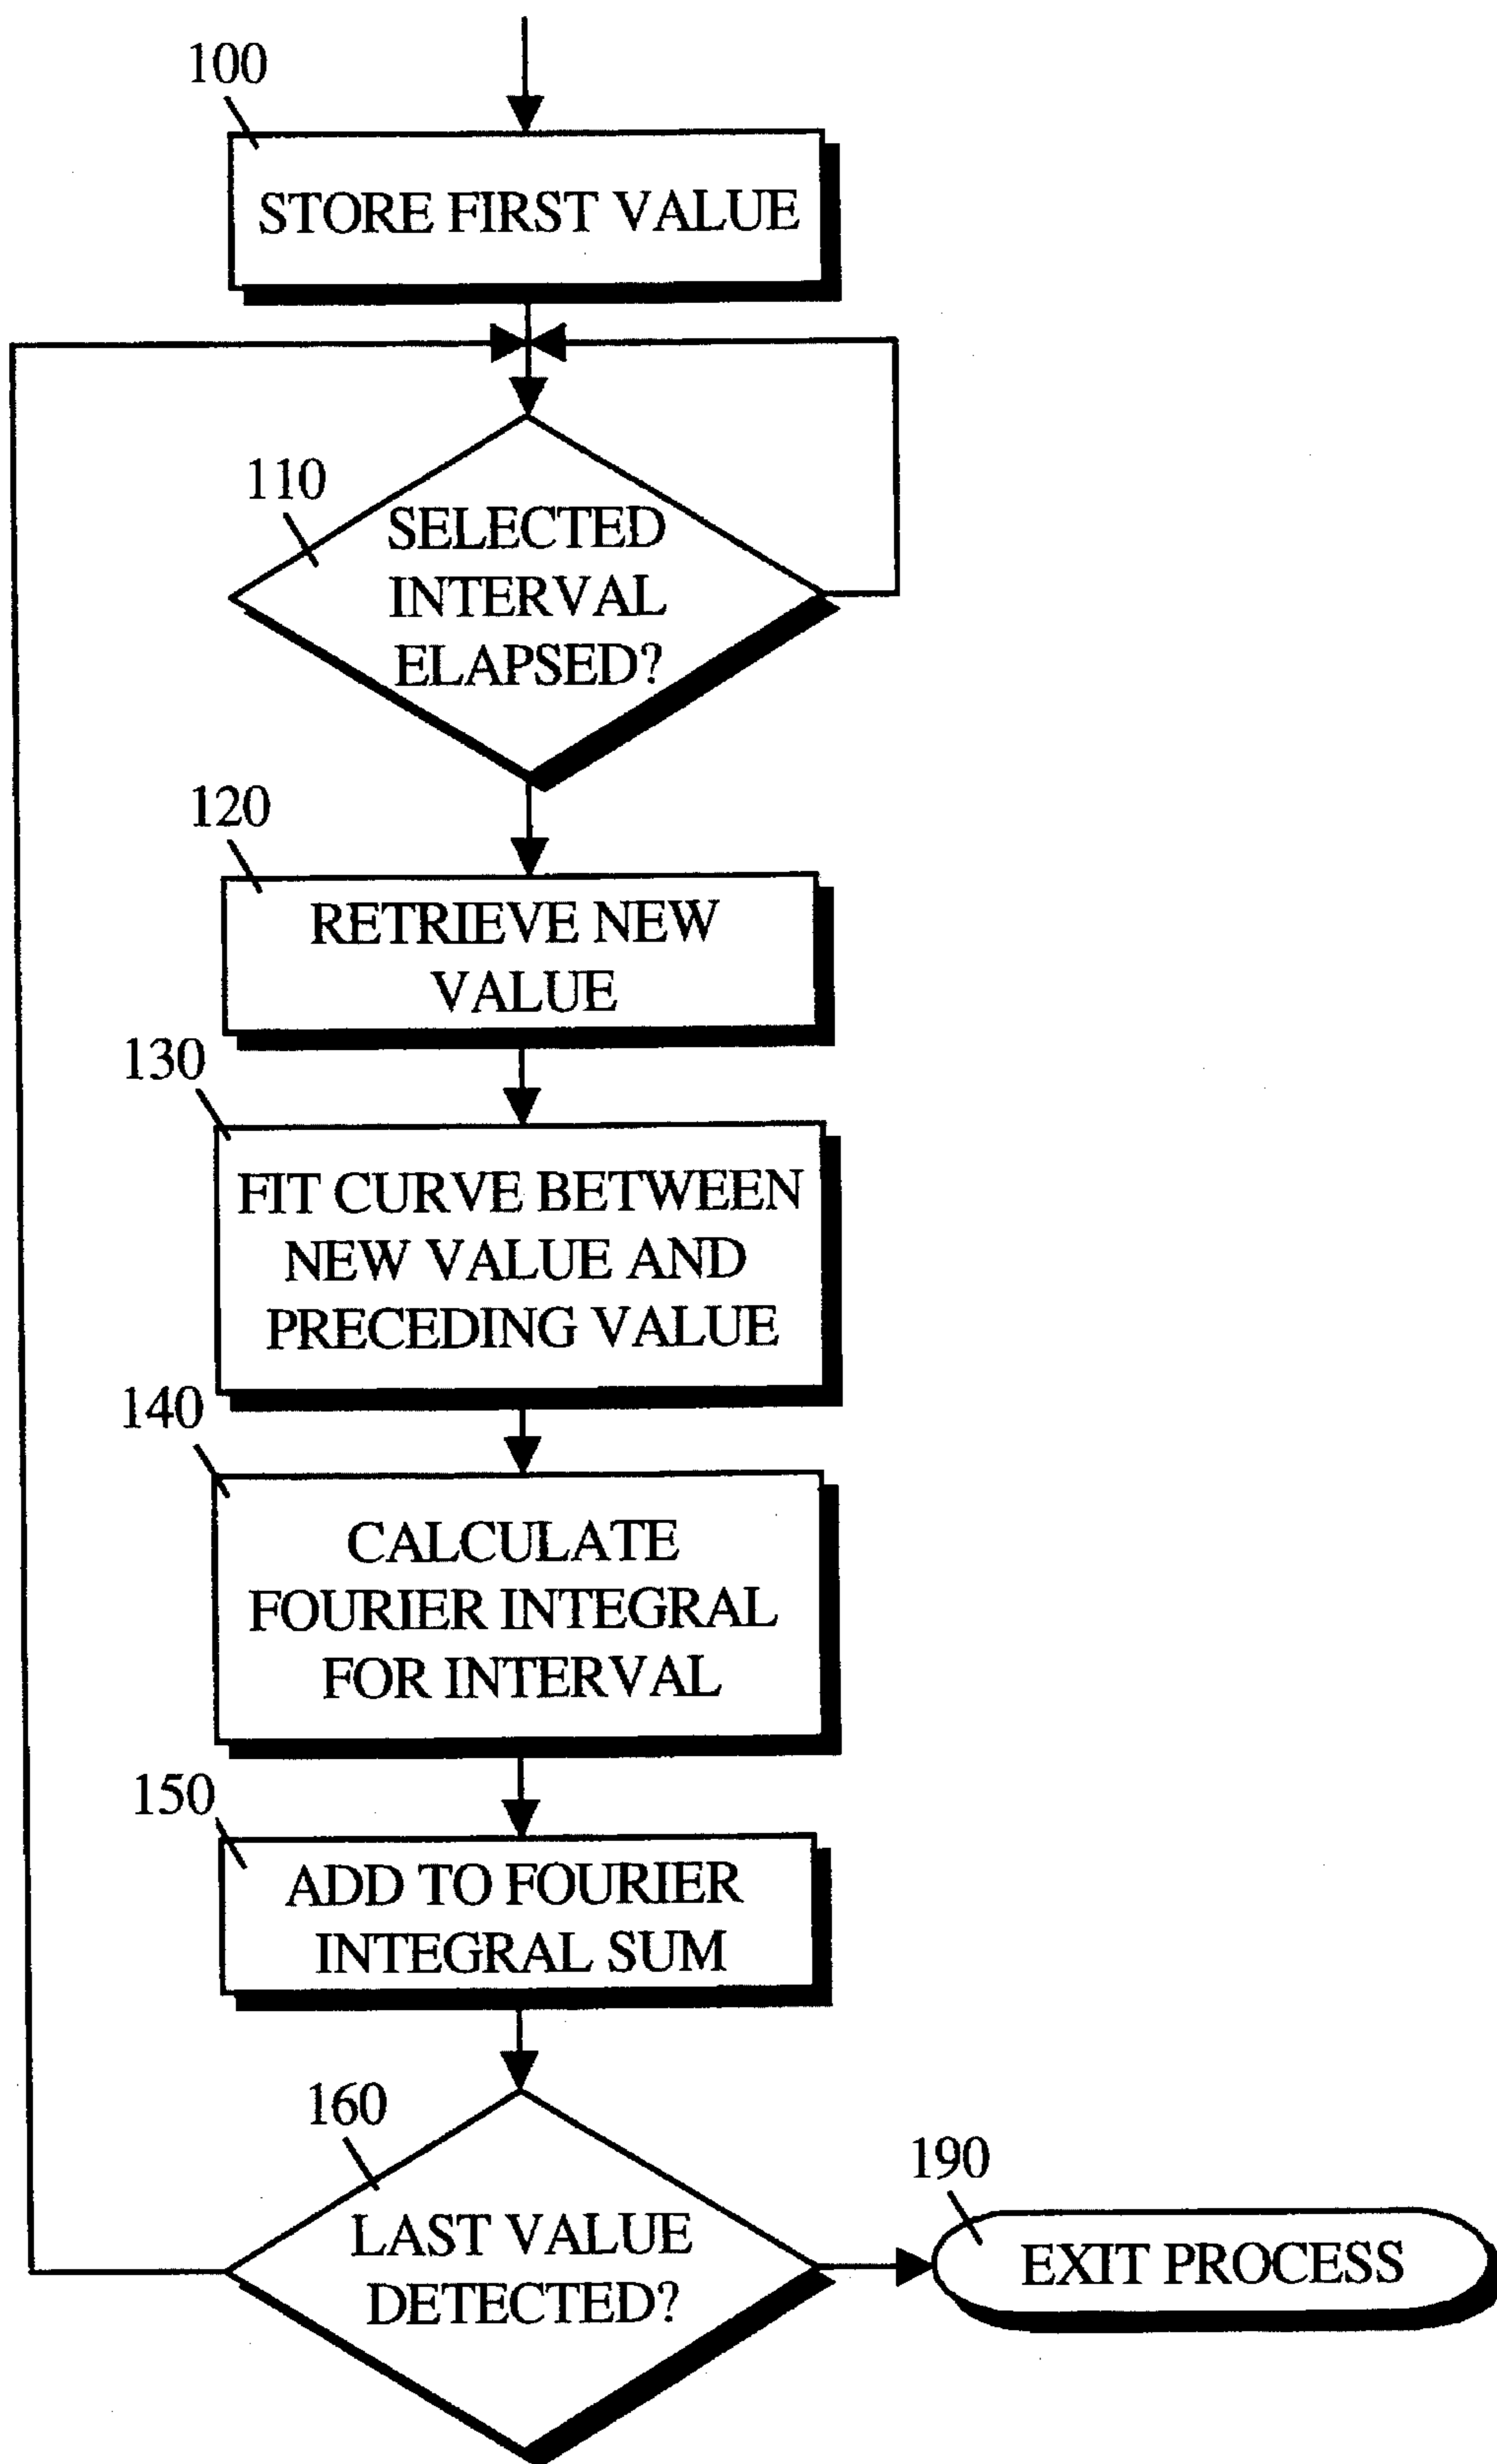 100
STORE FIRST VALUE
110
SELECTED
INTERVAL
ELAPSED?
120
RETRIEVE NEW
VALUE
130
FIT CURVE BETWEEN
NEW VALUE AND
PRECEDING VALUE
140
CALCULATE
FOURIER INTEGRAL
FOR INTERVAL
150
ADD TO FOURIER
INTEGRAL SUM
160
LAST VALUE
DETECTED?
190
EXIT PROCESS